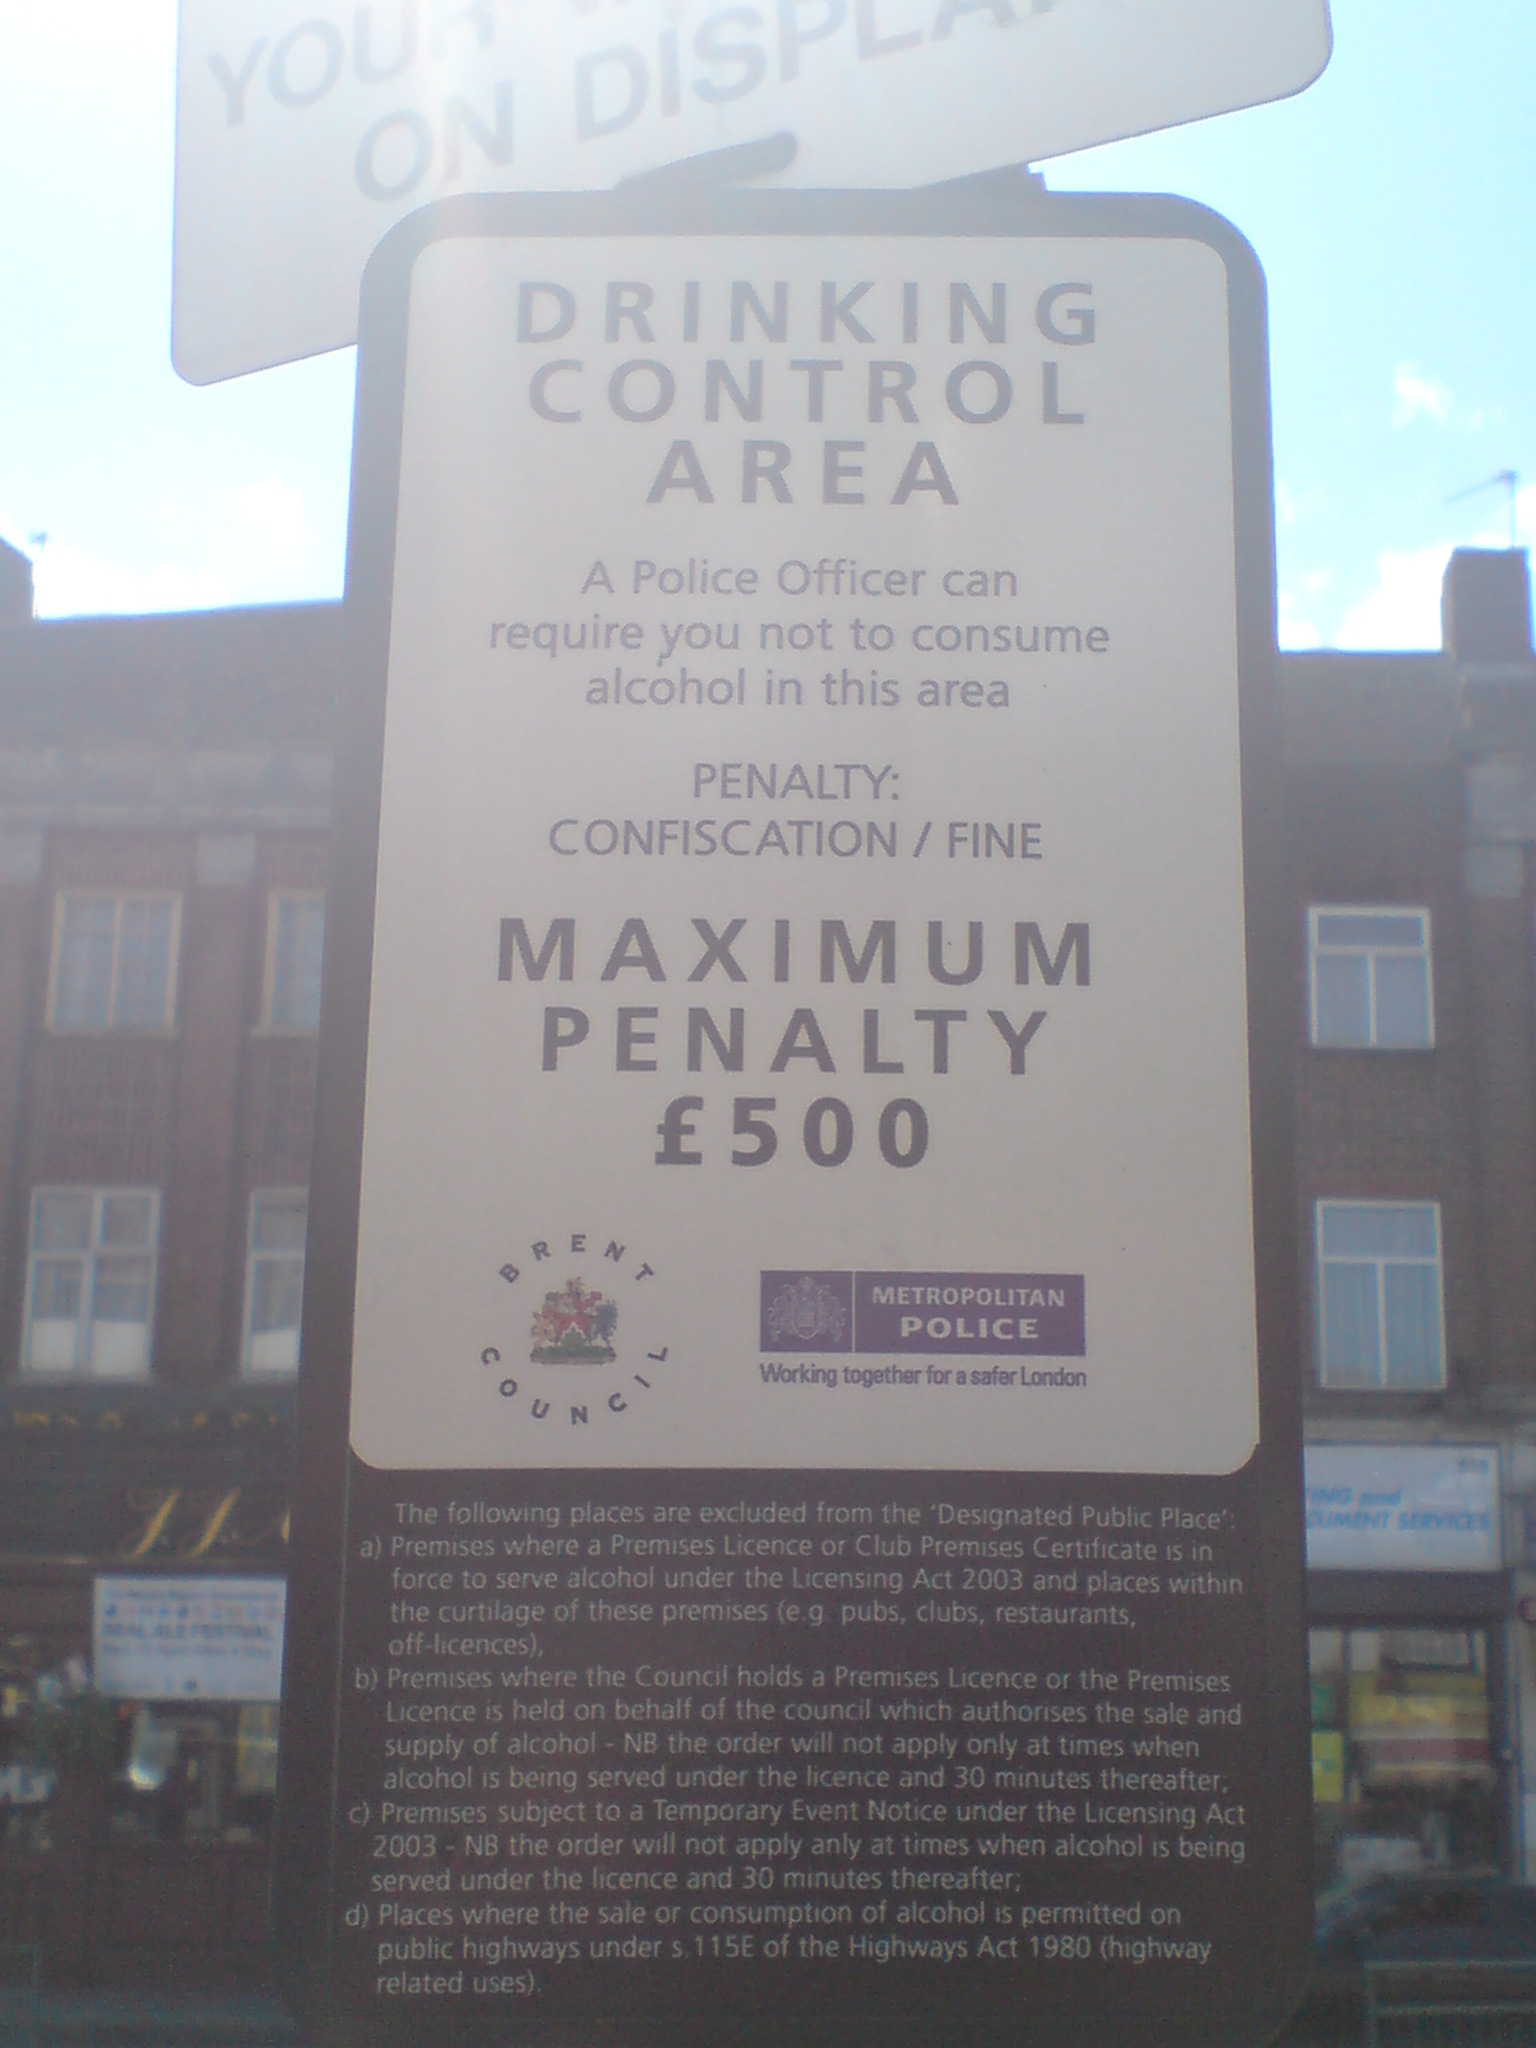 YOUR
ON DISPLAY
DRINKING
CONTROL
AREA
A Police Officer can
require you not to consume
alcohol in this area
PENALTY:
CONFISCATION / FINE
MAXIMUM
PENALTY
£500
BRENT
COUNCIL
METROPOLITAN
POLICE
Working together for a safer London
The following places are excluded from the 'Designated Public Place':
a) Premises where a Premises Licence or Club Premises Certificate is in
force to serve alcohol under the Licensing Act 2003 and places within
the curtilage of these premises (e.g pubs, clubs, restaurants,
off-licences),
b) Premises where the Council holds a Premises Licence or the Premises
Licence is held on behalf of the council which authorises the sale and
supply of alcohol - NB the order will not apply only at times when
alcohol is being served under the licence and 30 minutes thereafter;
c) Premises subject to a Temporary Event Notice under the Licensing Act
2003 - NB the order will not apply anly at times when alcohol is being
served under the licence and 30 minutes thereafter;
d) Places where the sale or consumption of alcohol is permitted on
public highways under s.115E of the Highways Act 1980 (highway
related uses).
J.J.
REAL ALE FESTIVAL
ING and
CUMENT SERVICES